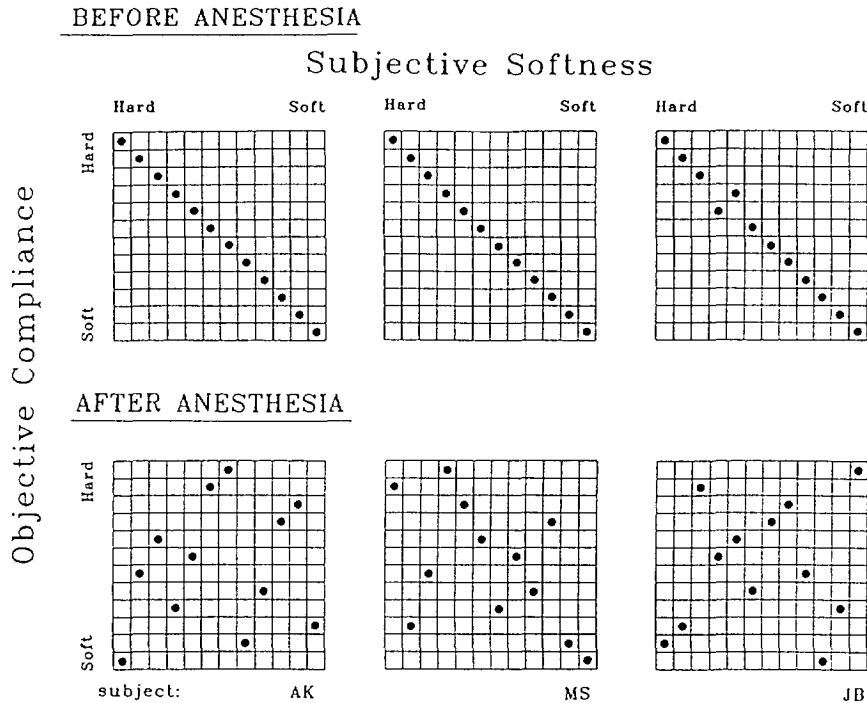 BEFORE ANESTHESIA
Subjective Softness
Hard Soft Hard Soft Hard Soft
Hard
Soft
Objective Compliance
AFTER ANESTHESIA
Hard
Soft
subject: AK MS JB